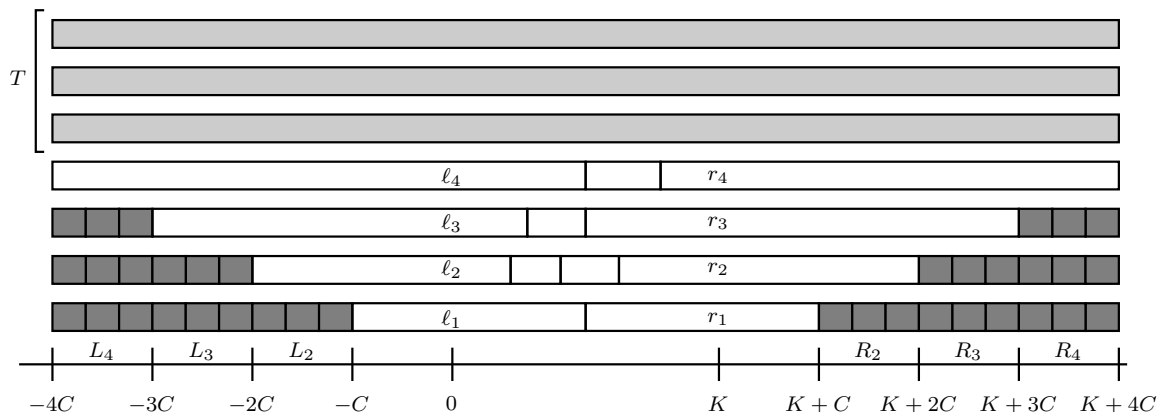 T
ℓ₄ r₄
ℓ₃ r₃
ℓ₂ r₂
ℓ₁ r₁
L₄ L₃ L₂ R₂ R₃ R₄
−4C −3C −2C −C 0 K K + C K + 2C K + 3C K + 4C